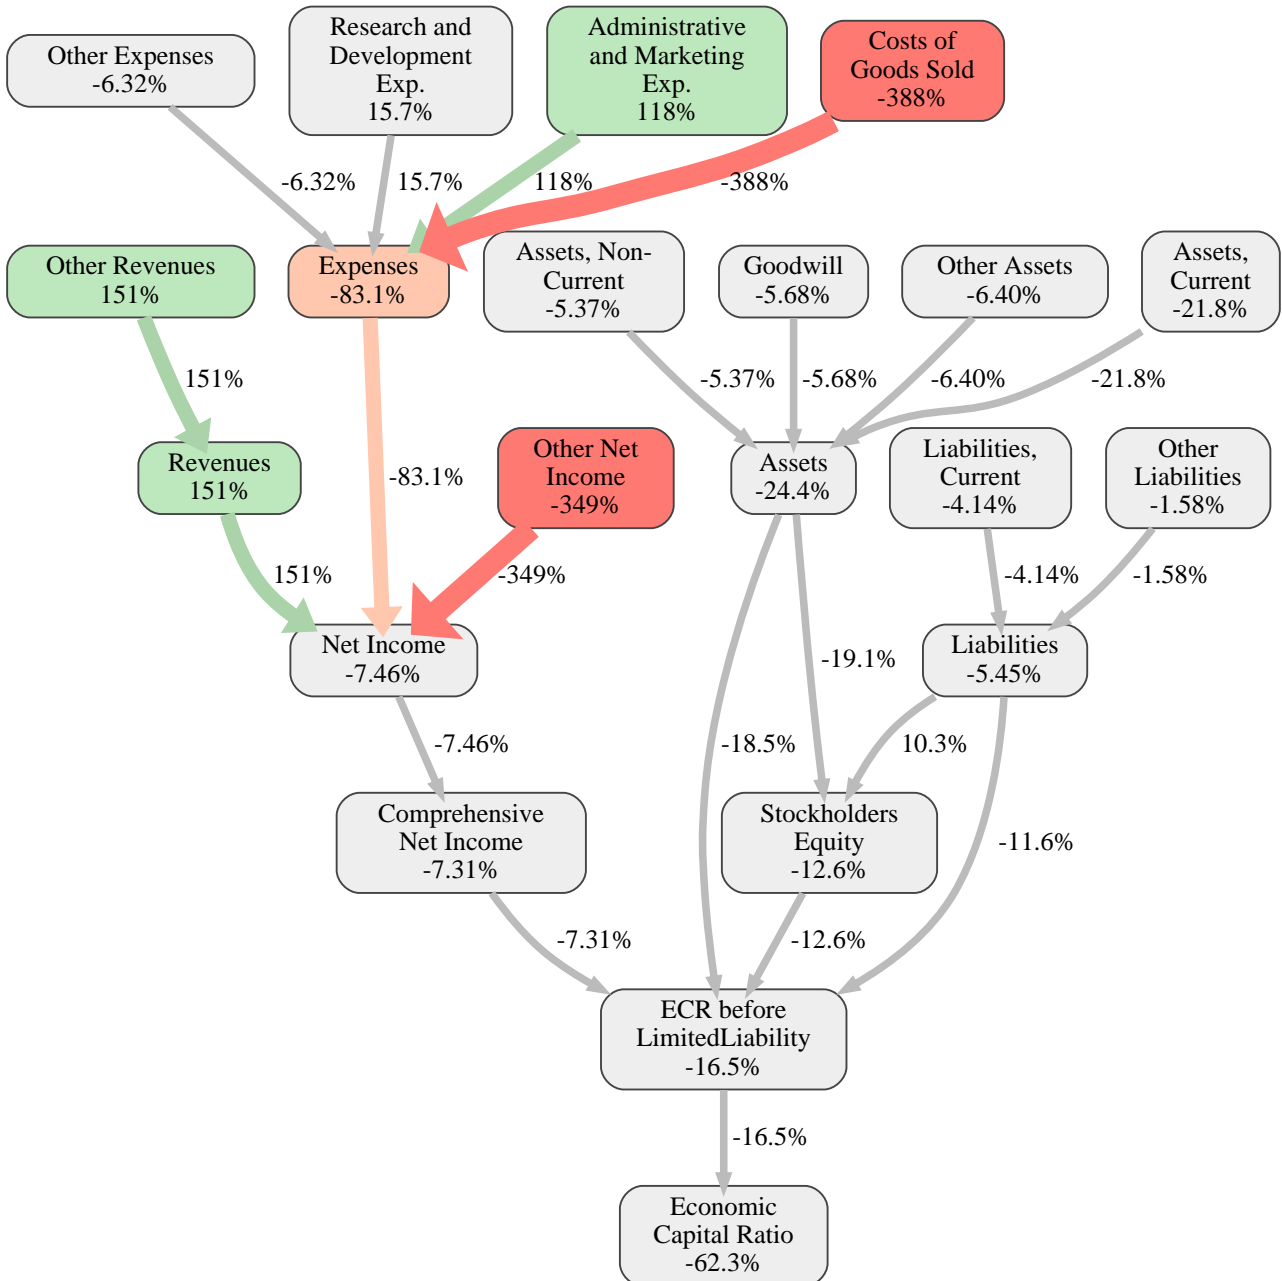 Other Expenses
-6.32%
Research and
Development
Exp.
15.7%
Administrative
and Marketing
Exp.
118%
Costs of
Goods Sold
-388%
-6.32%
15.7%
118%
-388%
Other Revenues
151%
Expenses
-83.1%
Assets, Non-
Current
-5.37%
Goodwill
-5.68%
Other Assets
-6.40%
Assets,
Current
-21.8%
151%
-5.37%
-5.68%
-6.40%
-21.8%
Revenues
151%
-83.1%
Other Net
Income
-349%
Assets
-24.4%
Liabilities,
Current
-4.14%
Other
Liabilities
-1.58%
151%
-349%
-4.14%
-1.58%
Net Income
-7.46%
-19.1%
Liabilities
-5.45%
-7.46%
-18.5%
10.3%
Comprehensive
Net Income
-7.31%
Stockholders
Equity
-12.6%
-11.6%
-7.31%
-12.6%
ECR before
LimitedLiability
-16.5%
-16.5%
Economic
Capital Ratio
-62.3%